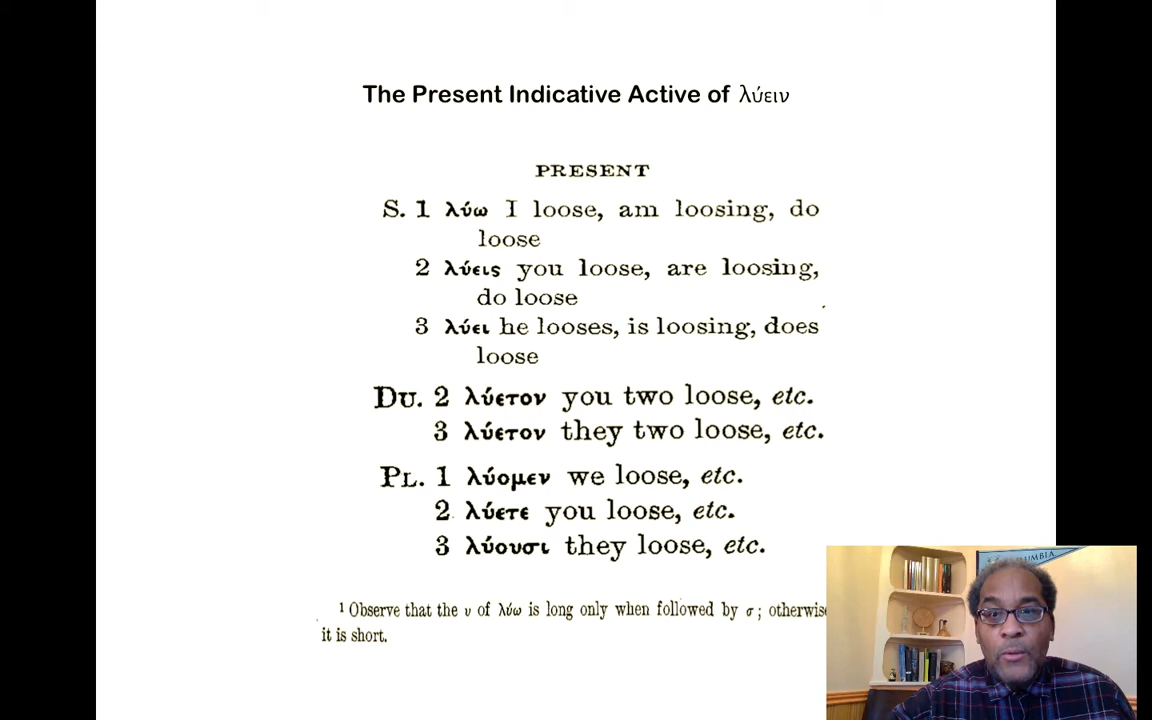 The Present Indicative Active of λύειν
PRESENT
S. 1 λύω I loose, am loosing, do
loose
2 λύεις you loose, are loosing,
do loose
3 λύει he looses, is loosing, does
loose
DU. 2 λύετον you two loose, etc.
3 λύετον they two loose, etc.
PL. 1 λύομεν we loose, etc.
2 λύετε you loose, etc.
3 λύουσι they loose, etc.
1 Observe that the υ of λύω is long only when followed by σ; otherwise
it is short.